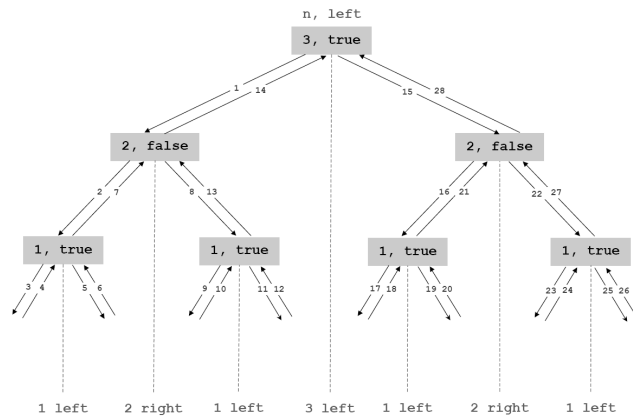 n, left
3, true
1 14 15 28
2, false 2, false
2 7 8 13 16 21 22 27
1, true 1, true 1, true 1, true
3 4 5 6 9 10 11 12 17 18 19 20 23 24 25 26
1 left 2 right 1 left 3 left 1 left 2 right 1 left